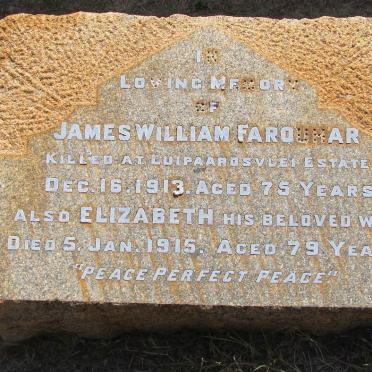 IN
LOVING MEMORY
OF
JAMES WILLIAM FARQUHAR
KILLED AT LUIPAARDSVLEI ESTATE
DEC. 16. 1913. AGED 75 YEARS
ALSO ELIZABETH HIS BELOVED W
DIED 5. JAN. 1915. AGED 79 YEA
"PEACE PERFECT PEACE"